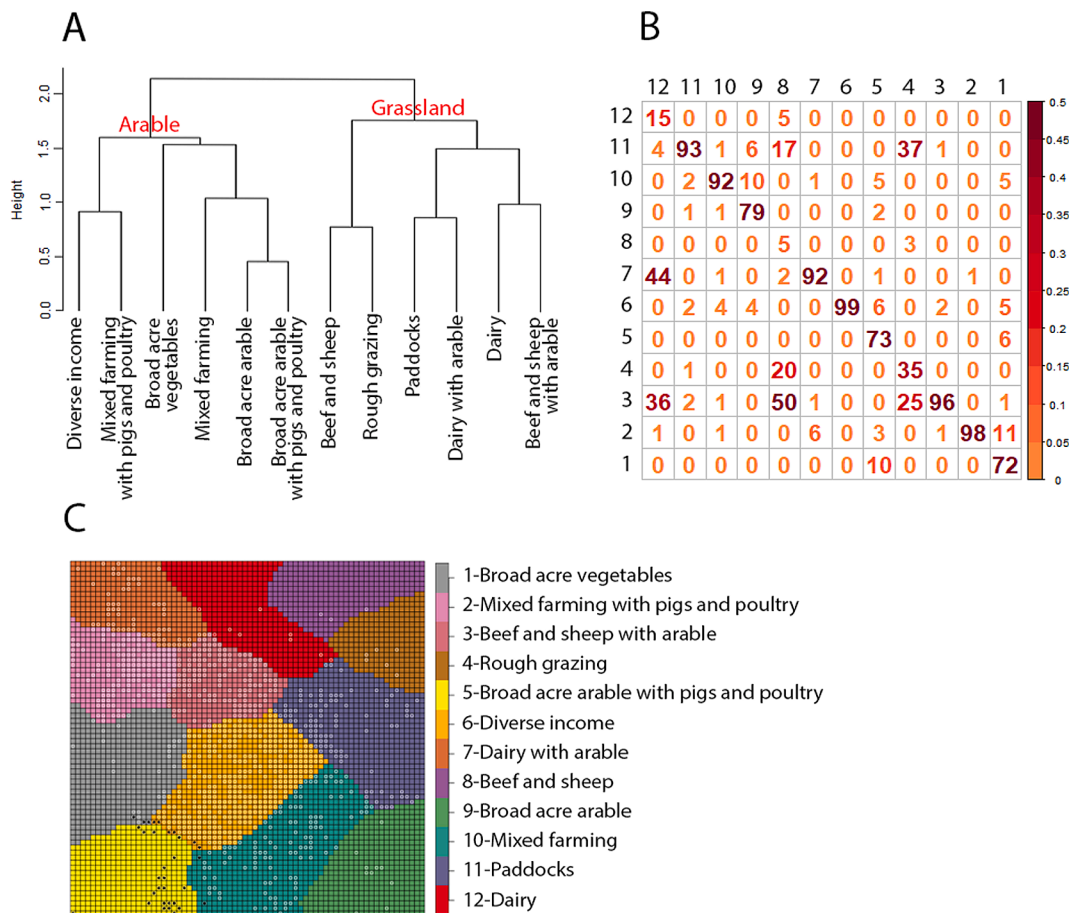 A
B
Height
2.0
1.5
1.0
0.5
0.0
Arable
Grassland
Diverse income
Mixed farming
with pigs and poultry
Broad acre
vegetables
Mixed farming
Broad acre arable
Broad acre arable
with pigs and poultry
Beef and sheep
Rough grazing
Paddocks
Dairy with arable
Dairy
Beef and sheep
with arable
12 11 10 9 8 7 6 5 4 3 2 1
12 15 0 0 0 5 0 0 0 0 0 0 0
11 4 93 1 6 17 0 0 0 37 1 0 0
10 0 2 92 10 0 1 0 5 0 0 0 5
9 0 1 1 79 0 0 0 2 0 0 0 0
8 0 0 0 0 5 0 0 0 3 0 0 0
7 44 0 1 0 2 92 0 1 0 0 1 0
6 0 2 4 4 0 0 99 6 0 2 0 5
5 0 0 0 0 0 0 0 73 0 0 0 6
4 0 1 0 0 20 0 0 0 35 0 0 0
3 36 2 1 0 50 1 0 0 25 96 0 1
2 1 0 1 0 0 6 0 3 0 1 98 11
1 0 0 0 0 0 0 0 10 0 0 0 72
0.5
0.45
0.4
0.35
0.3
0.25
0.2
0.15
0.1
0.05
0
C
1-Broad acre vegetables
2-Mixed farming with pigs and poultry
3-Beef and sheep with arable
4-Rough grazing
5-Broad acre arable with pigs and poultry
6-Diverse income
7-Dairy with arable
8-Beef and sheep
9-Broad acre arable
10-Mixed farming
11-Paddocks
12-Dairy